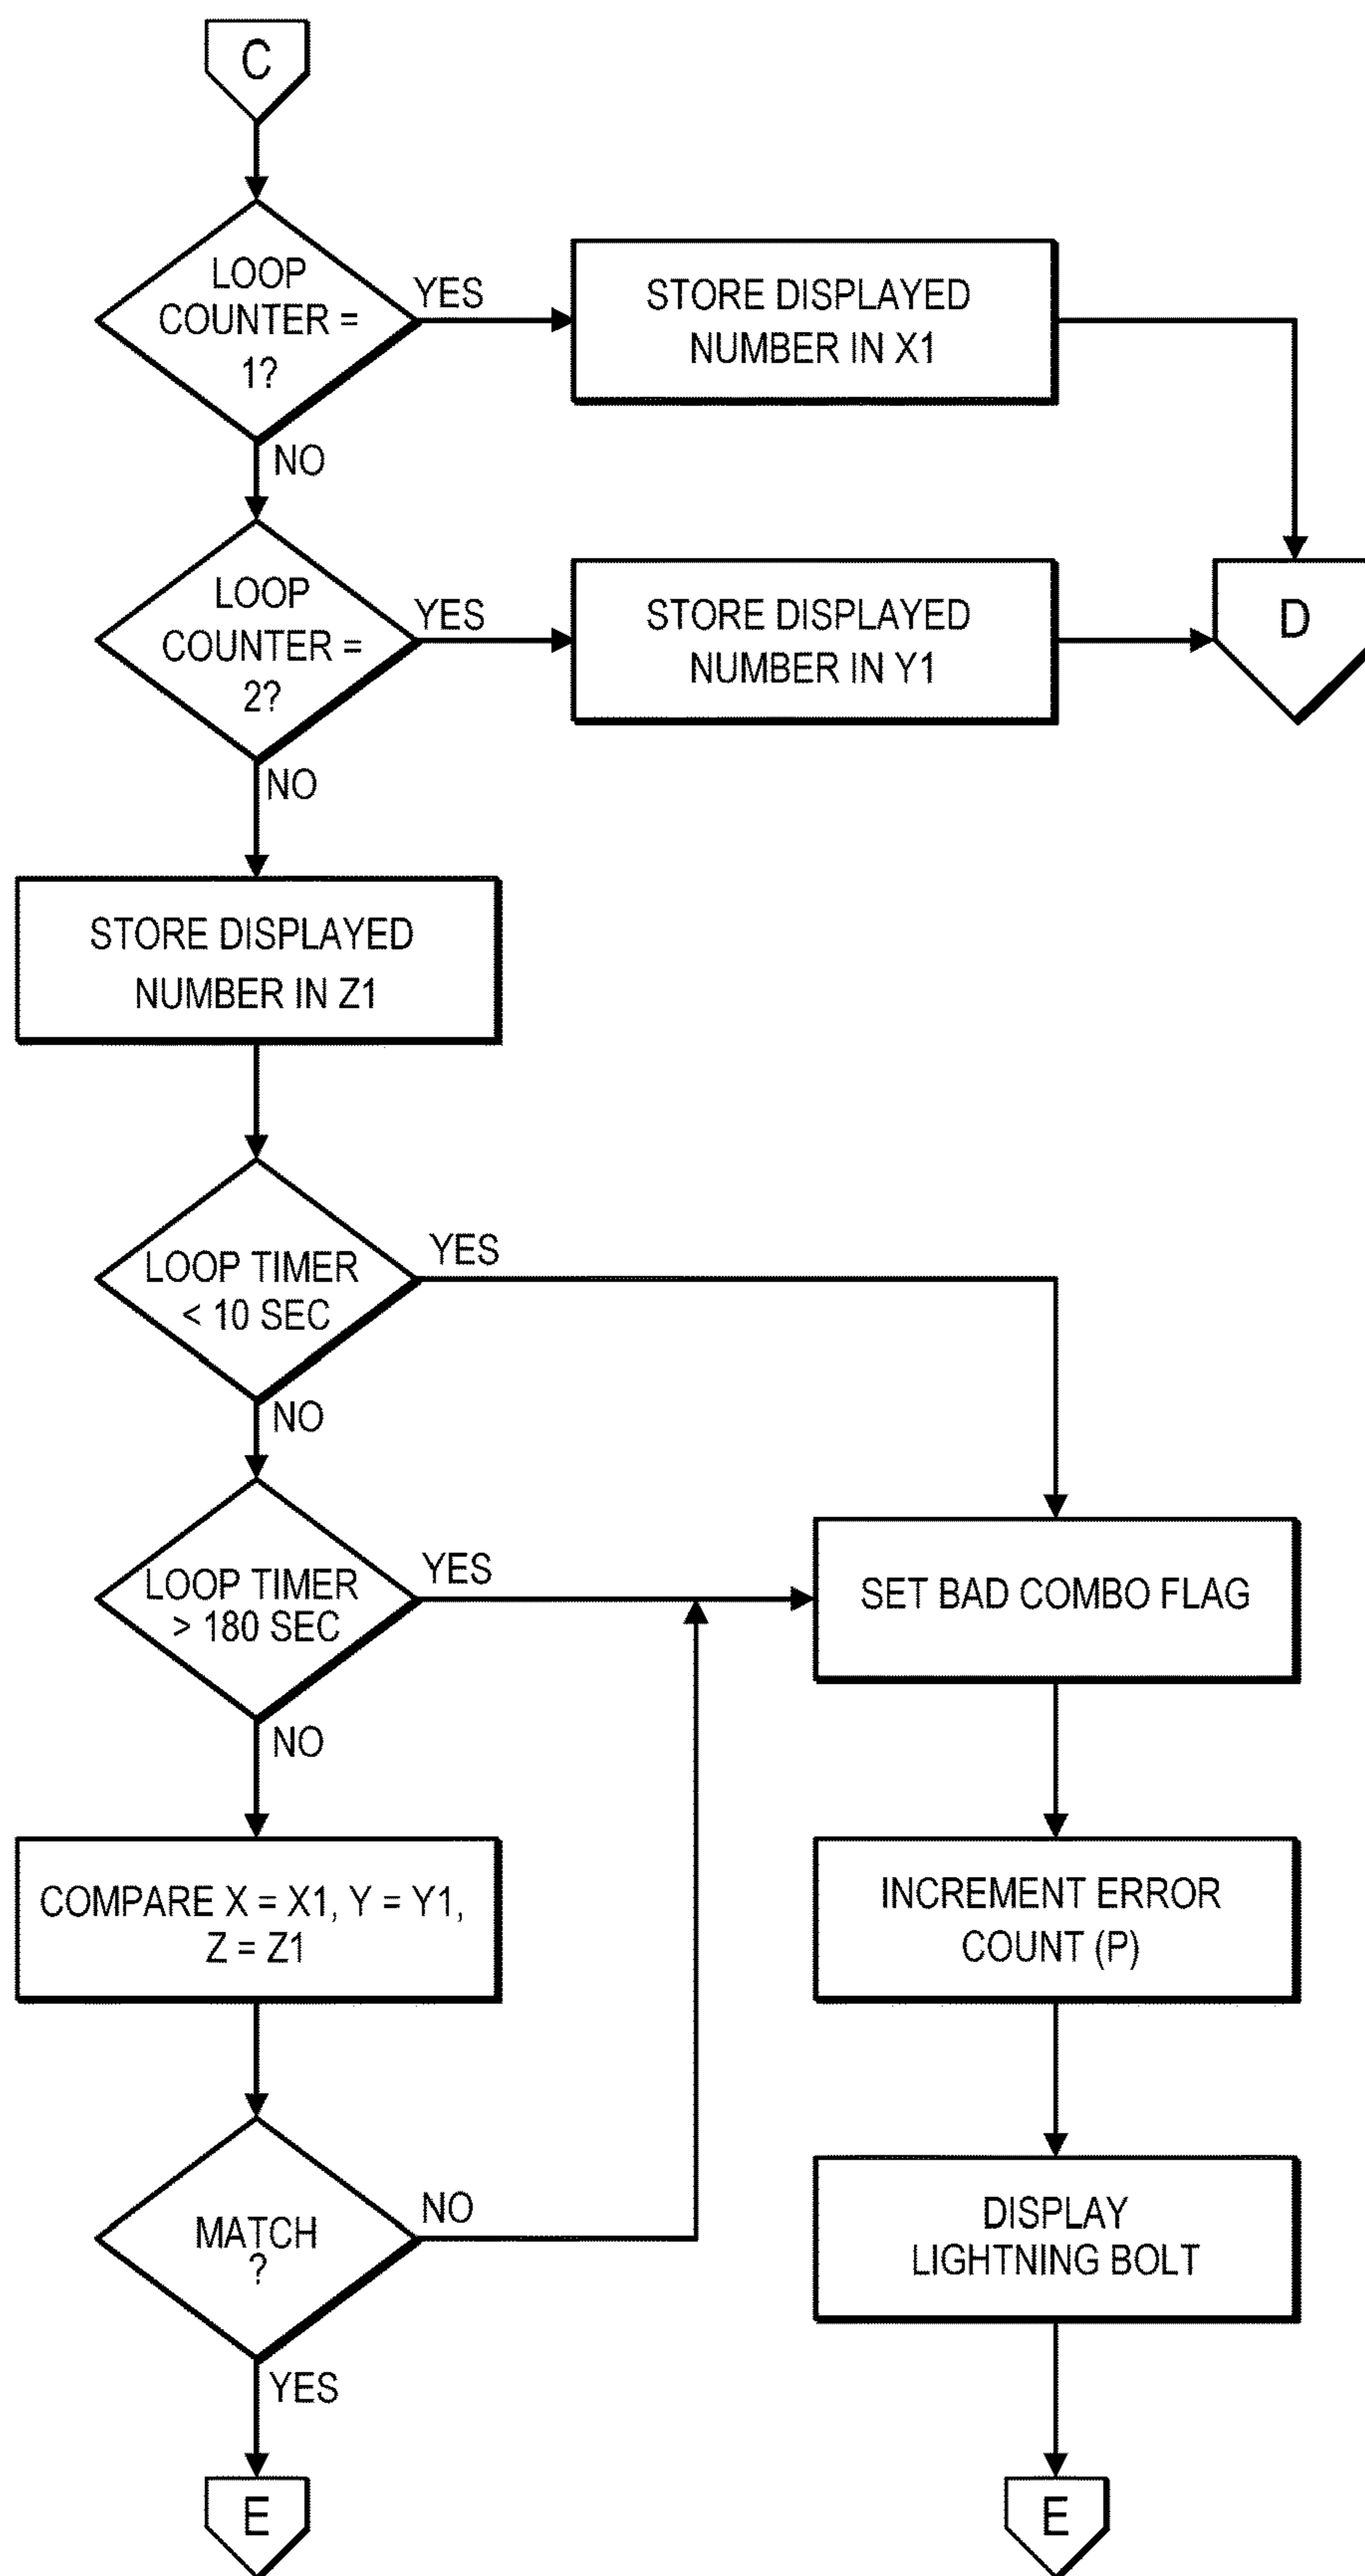 C
LOOP
COUNTER =
1?
YES
STORE DISPLAYED
NUMBER IN X1
NO
LOOP
COUNTER =
2?
YES
STORE DISPLAYED
NUMBER IN Y1
D
NO
STORE DISPLAYED
NUMBER IN Z1
LOOP TIMER
< 10 SEC
YES
NO
LOOP TIMER
> 180 SEC
YES
SET BAD COMBO FLAG
NO
COMPARE X = X1, Y = Y1,
Z = Z1
INCREMENT ERROR
COUNT (P)
MATCH
?
NO
DISPLAY
LIGHTNING BOLT
YES
E
E